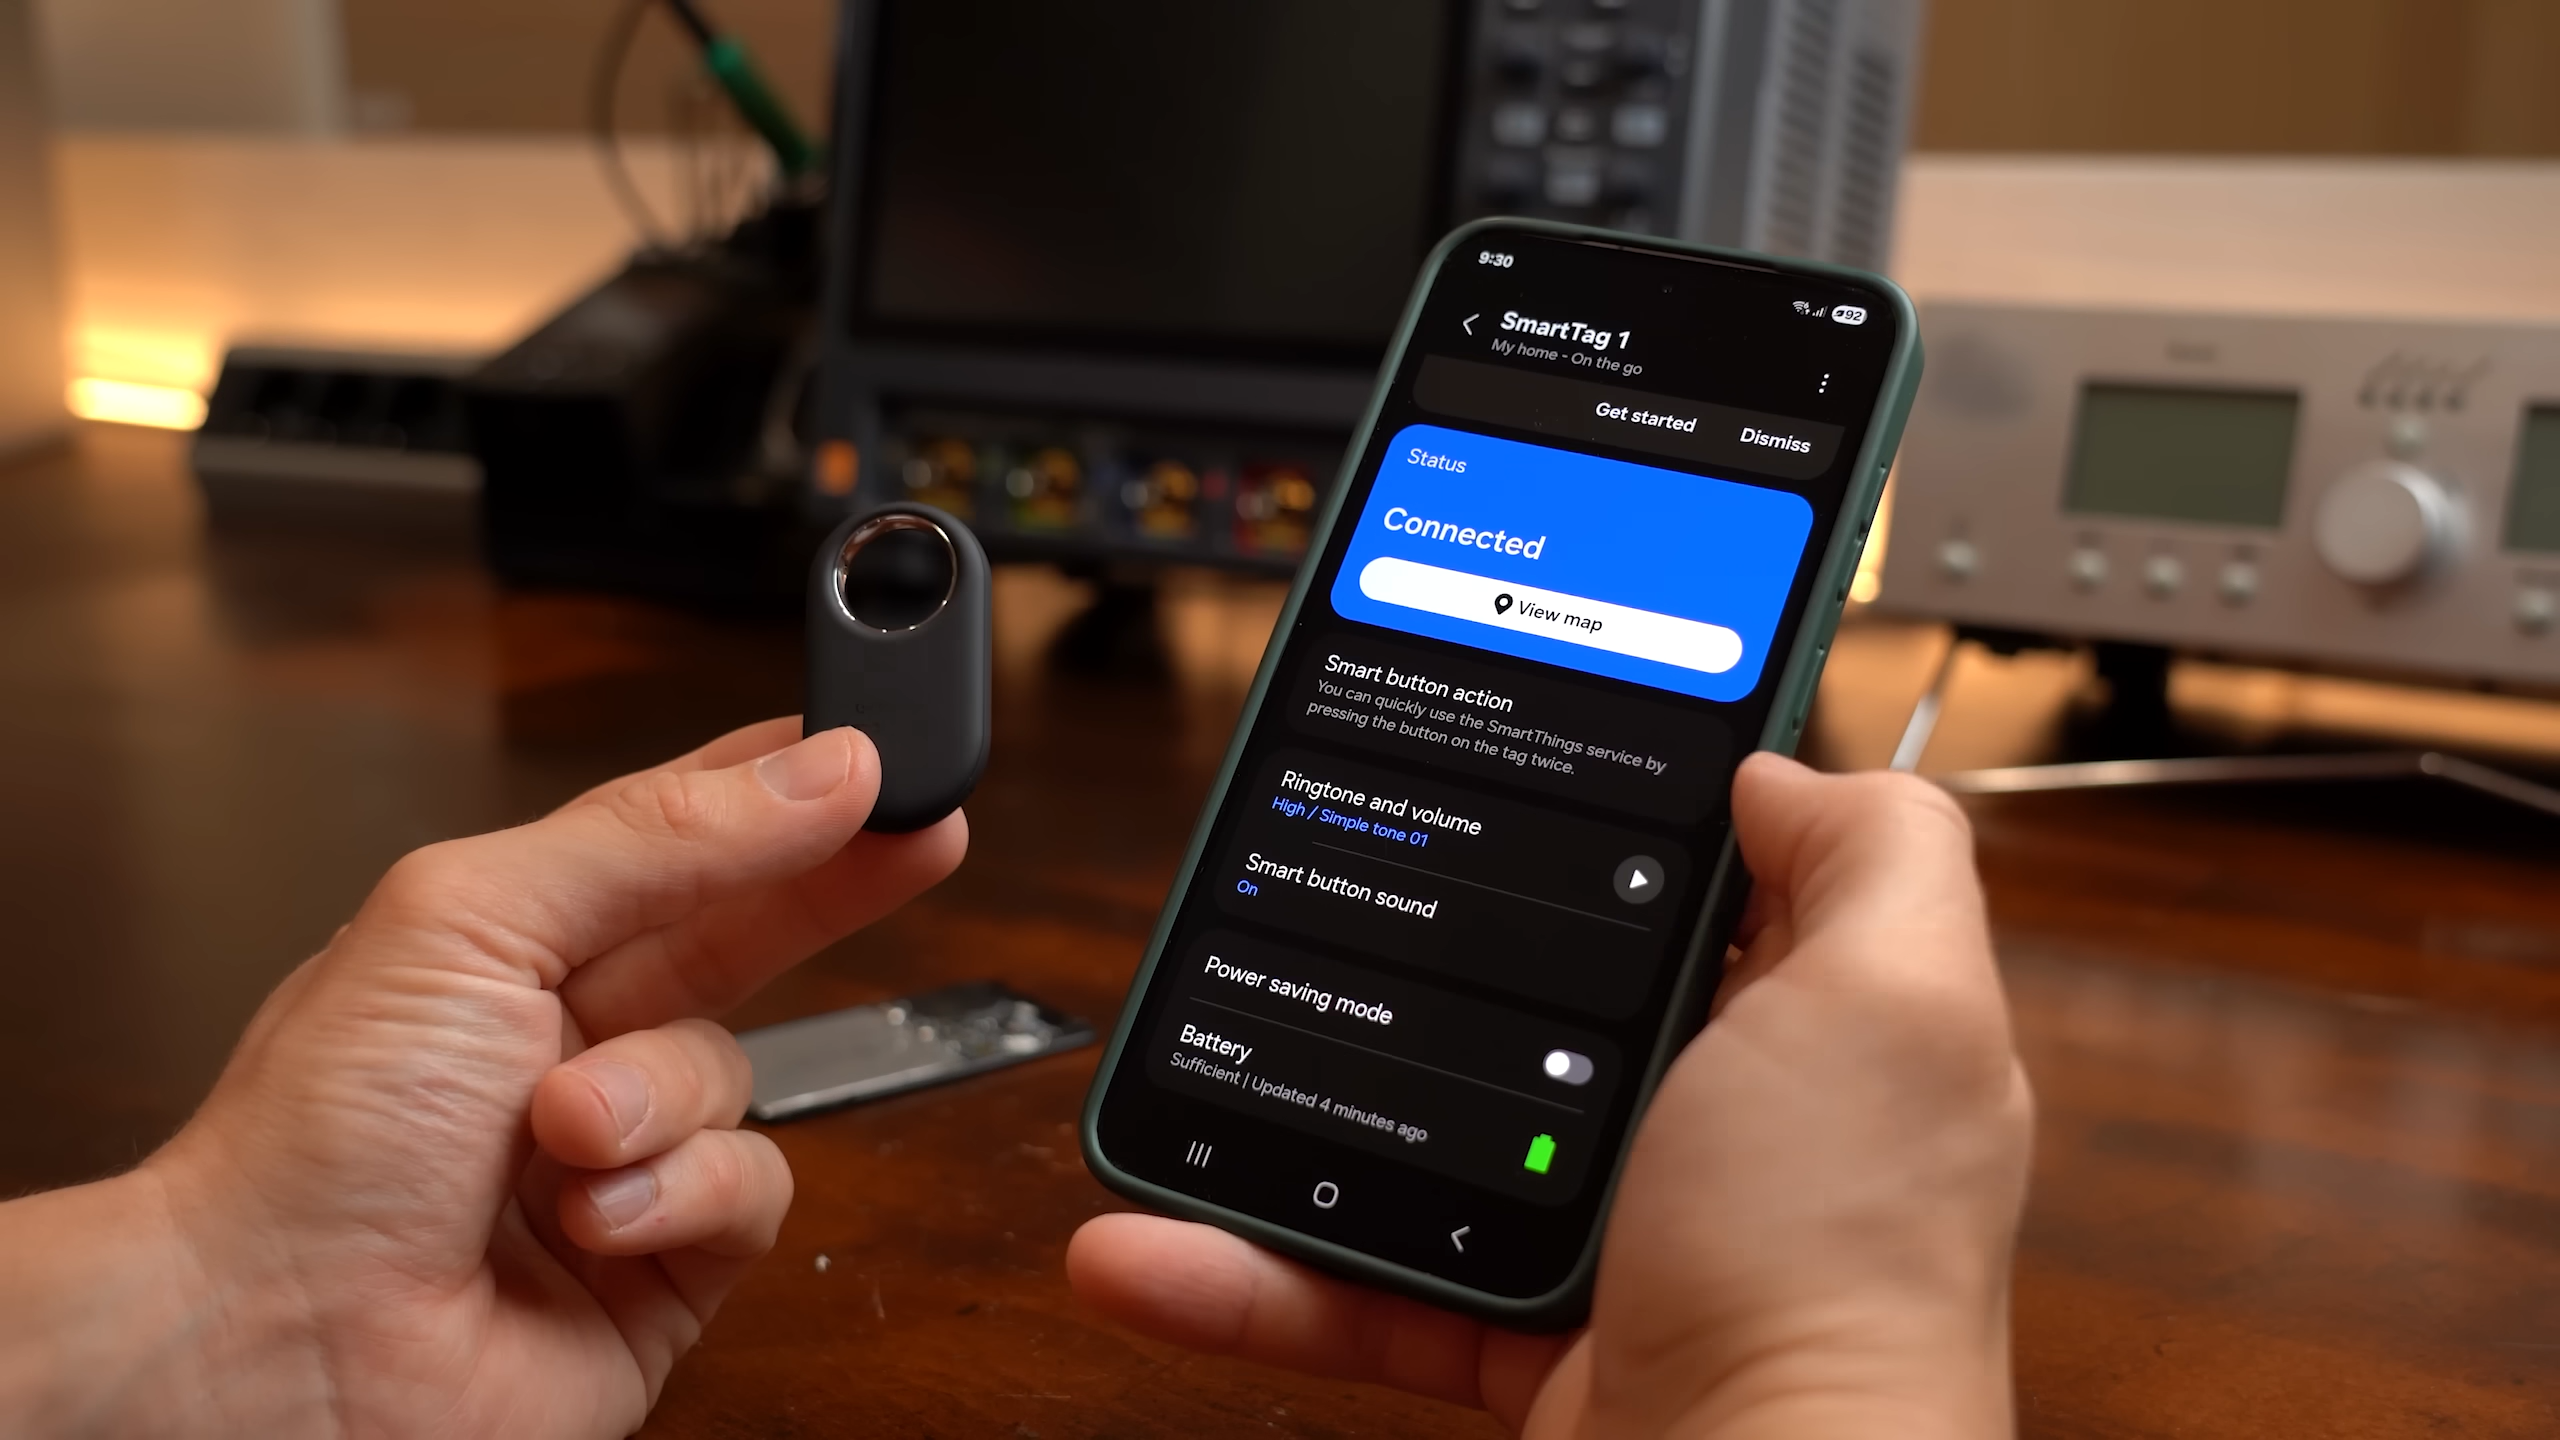 9:30
92
SmartTag 1
My home - On the go
Get started
Dismiss
Status
Connected
View map
Smart button action
You can quickly use the SmartThings service by
pressing the button on the tag twice.
Ringtone and volume
High / Simple tone 01
Smart button sound
On
Power saving mode
Battery
Sufficient | Updated 4 minutes ago